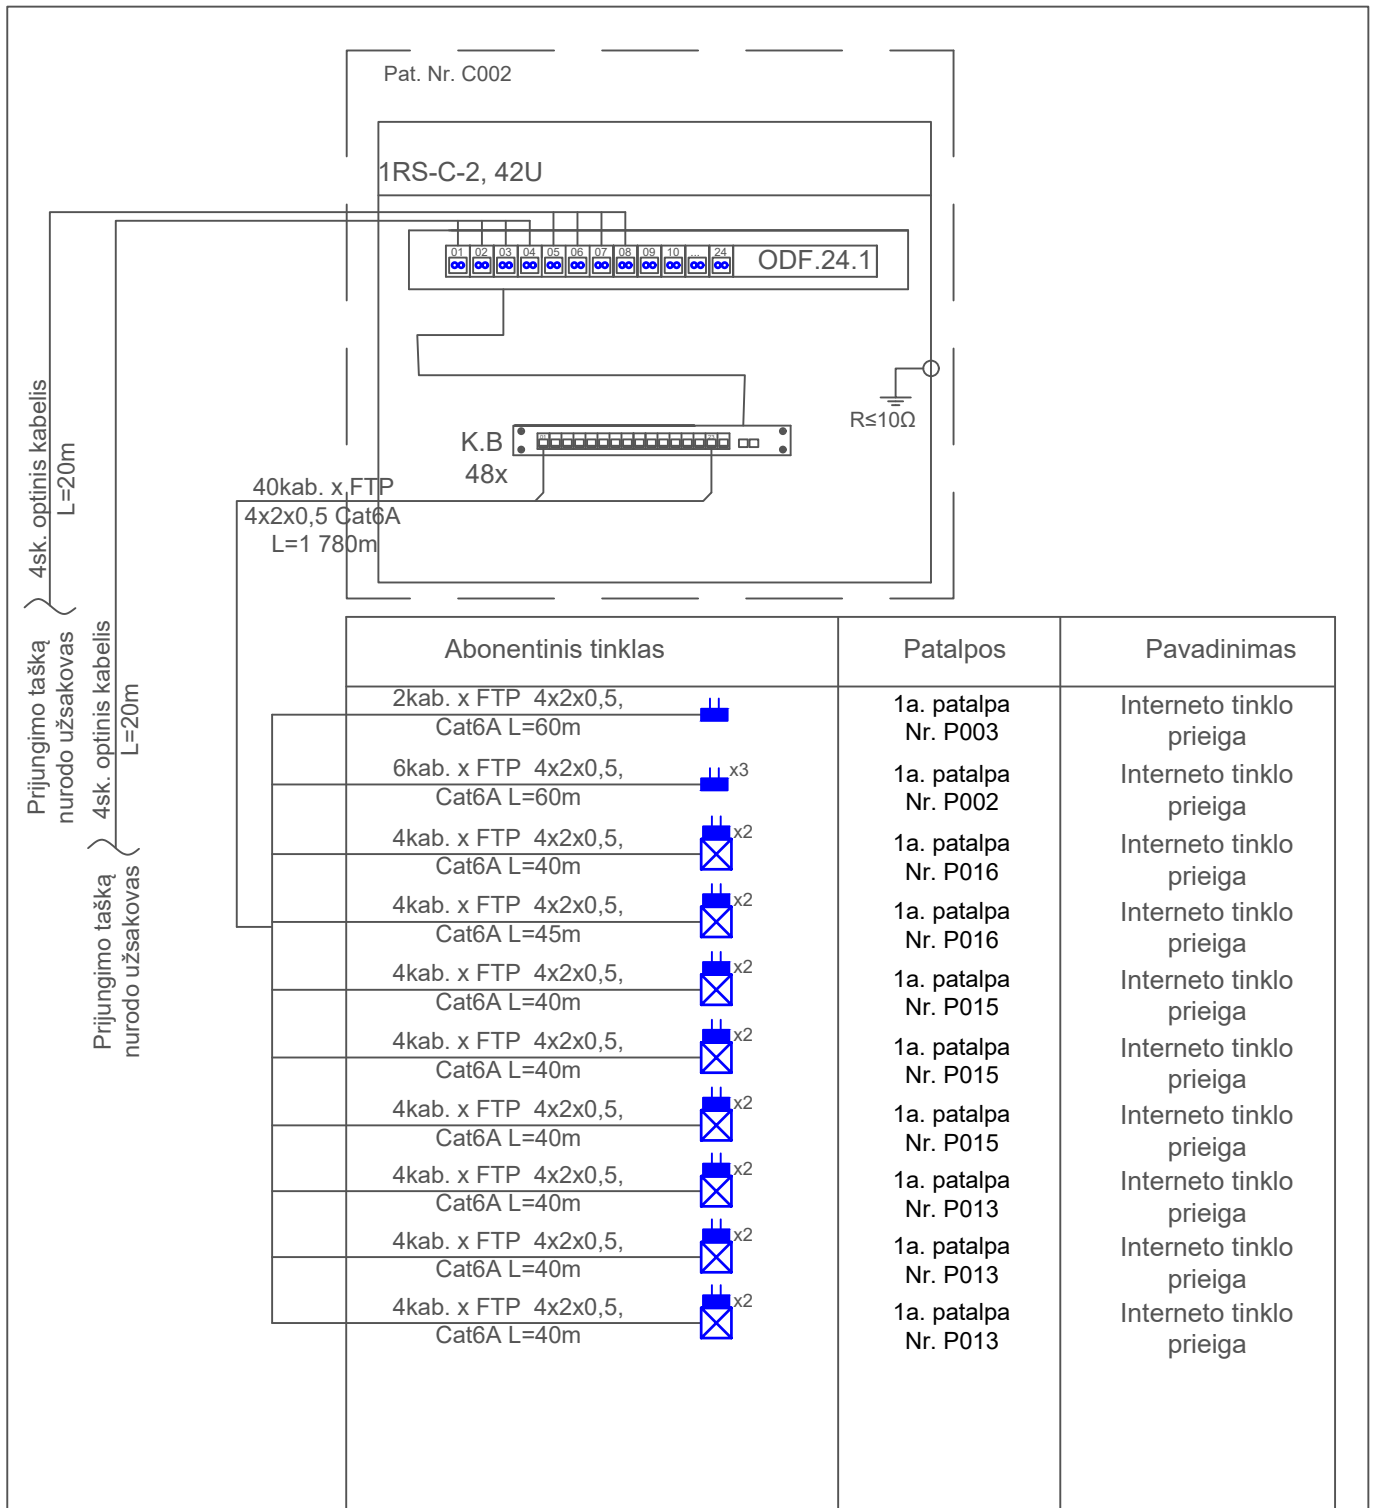 Pat. Nr. C002
1RS-C-2, 42U
01 02 03 04 05 06 07 08 09 10 ... 24
ODF.24.1
R≤10Ω
K.B
48x
01
40kab. x FTP
4x2x0,5 Cat6A
L=1 780m
4sk. optinis kabelis
L=20m
Prijungimo tašką
nurodo užsakovas
4sk. optinis kabelis
L=20m
Prijungimo tašką
nurodo užsakovas
Abonentinis tinklas
Patalpos
Pavadinimas
2kab. x FTP 4x2x0,5,
Cat6A L=60m
1a. patalpa
Nr. P003
Interneto tinklo
prieiga
6kab. x FTP 4x2x0,5,
Cat6A L=60m
x3
1a. patalpa
Nr. P002
Interneto tinklo
prieiga
4kab. x FTP 4x2x0,5,
Cat6A L=40m
x2
1a. patalpa
Nr. P016
Interneto tinklo
prieiga
4kab. x FTP 4x2x0,5,
Cat6A L=45m
x2
1a. patalpa
Nr. P016
Interneto tinklo
prieiga
4kab. x FTP 4x2x0,5,
Cat6A L=40m
x2
1a. patalpa
Nr. P015
Interneto tinklo
prieiga
4kab. x FTP 4x2x0,5,
Cat6A L=40m
x2
1a. patalpa
Nr. P015
Interneto tinklo
prieiga
4kab. x FTP 4x2x0,5,
Cat6A L=40m
x2
1a. patalpa
Nr. P015
Interneto tinklo
prieiga
4kab. x FTP 4x2x0,5,
Cat6A L=40m
x2
1a. patalpa
Nr. P013
Interneto tinklo
prieiga
4kab. x FTP 4x2x0,5,
Cat6A L=40m
x2
1a. patalpa
Nr. P013
Interneto tinklo
prieiga
4kab. x FTP 4x2x0,5,
Cat6A L=40m
x2
1a. patalpa
Nr. P013
Interneto tinklo
prieiga